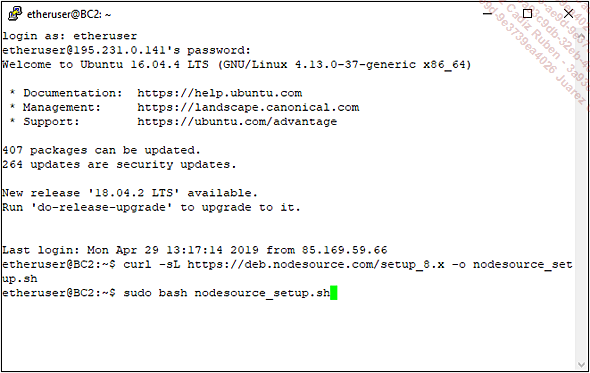 etheruser@BC2: ~
login as: etheruser
etheruser@195.231.0.141's password:
Welcome to Ubuntu 16.04.4 LTS (GNU/Linux 4.13.0-37-generic x86_64)
* Documentation: https://help.ubuntu.com
* Management: https://landscape.canonical.com
* Support: https://ubuntu.com/advantage
407 packages can be updated.
264 updates are security updates.
New release '18.04.2 LTS' available.
Run 'do-release-upgrade' to upgrade to it.
Last login: Mon Apr 29 13:17:14 2019 from 85.169.59.66
etheruser@BC2:~$ curl -sL https://deb.nodesource.com/setup_8.x -o nodesource_set
up.sh
etheruser@BC2:~$ sudo bash nodesource_setup.sh